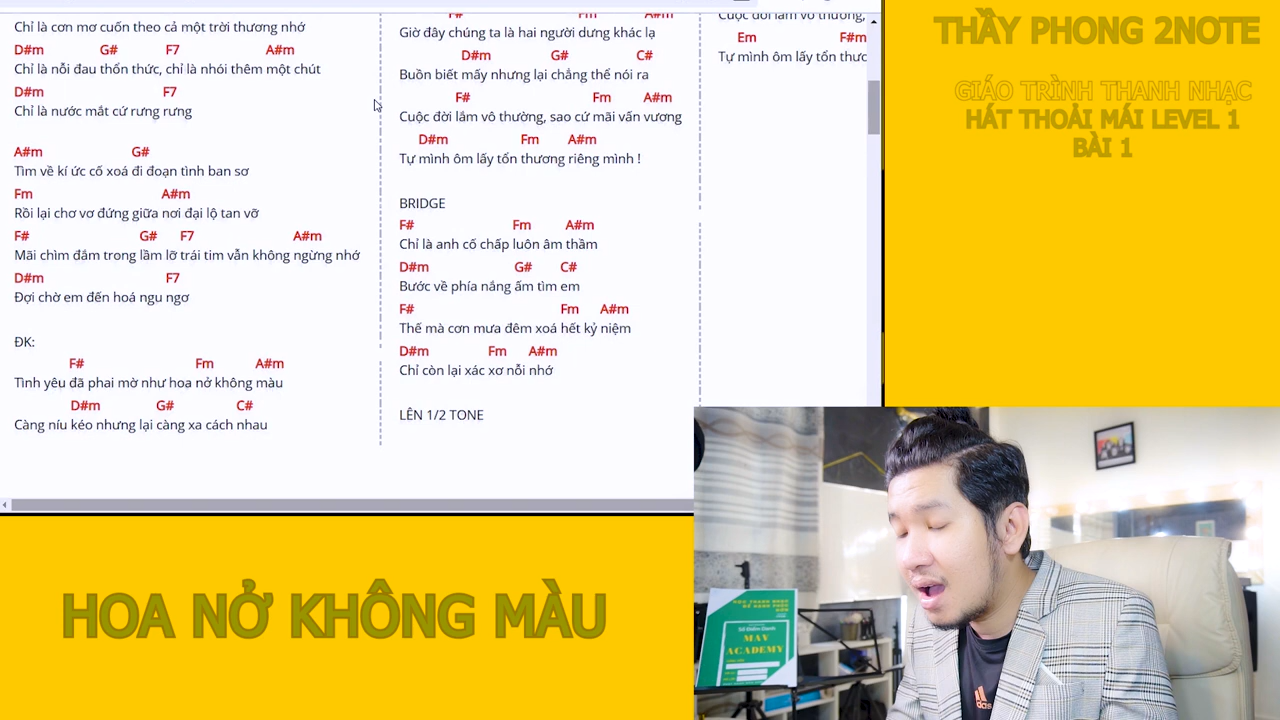 Chỉ là cơn mơ cuốn theo cả một trời thương nhớ
D#m G# F7 A#m
Chỉ là nỗi đau thổn thức, chỉ là nhói thêm một chút
D#m F7
Chỉ là nước mắt cứ rưng rưng
A#m G#
Tìm về kí ức cố xoá đi đoạn tình ban sơ
Fm A#m
Rồi lại chơ vơ đứng giữa nơi đại lộ tan vỡ
F# G# F7 A#m
Mãi chìm đắm trong lầm lỡ trái tim vẫn không ngừng nhớ
D#m F7
Đợi chờ em đến hoá ngu ngơ
ĐK:
F# Fm A#m
Tình yêu đã phai mờ như hoa nở không màu
D#m G# C#
Càng níu kéo nhưng lại càng xa cách nhau
F# Fm A#m
Giờ đây chúng ta là hai người dưng khác lạ
D#m G# C#
Buồn biết mấy nhưng lại chẳng thể nói ra
F# Fm A#m
Cuộc đời lắm vô thường, sao cứ mãi vấn vương
D#m Fm A#m
Tự mình ôm lấy tổn thương riêng mình !
BRIDGE
F# Fm A#m
Chỉ là anh cố chấp luôn âm thầm
D#m G# C#
Bước về phía nắng ấm tìm em
F# Fm A#m
Thế mà cơn mưa đêm xoá hết kỷ niệm
D#m Fm A#m
Chỉ còn lại xác xơ nỗi nhớ
LÊN 1/2 TONE
Cuộc đời lắm vô thường,
Em F#m
Tự mình ôm lấy tổn thươ
THẦY PHONG 2NOTE
GIÁO TRÌNH THANH NHẠC
HÁT THOẢI MÁI LEVEL 1
BÀI 1
HOA NỞ KHÔNG MÀU
Sổ Điểm Danh
MAV
ACADEMY
adidas